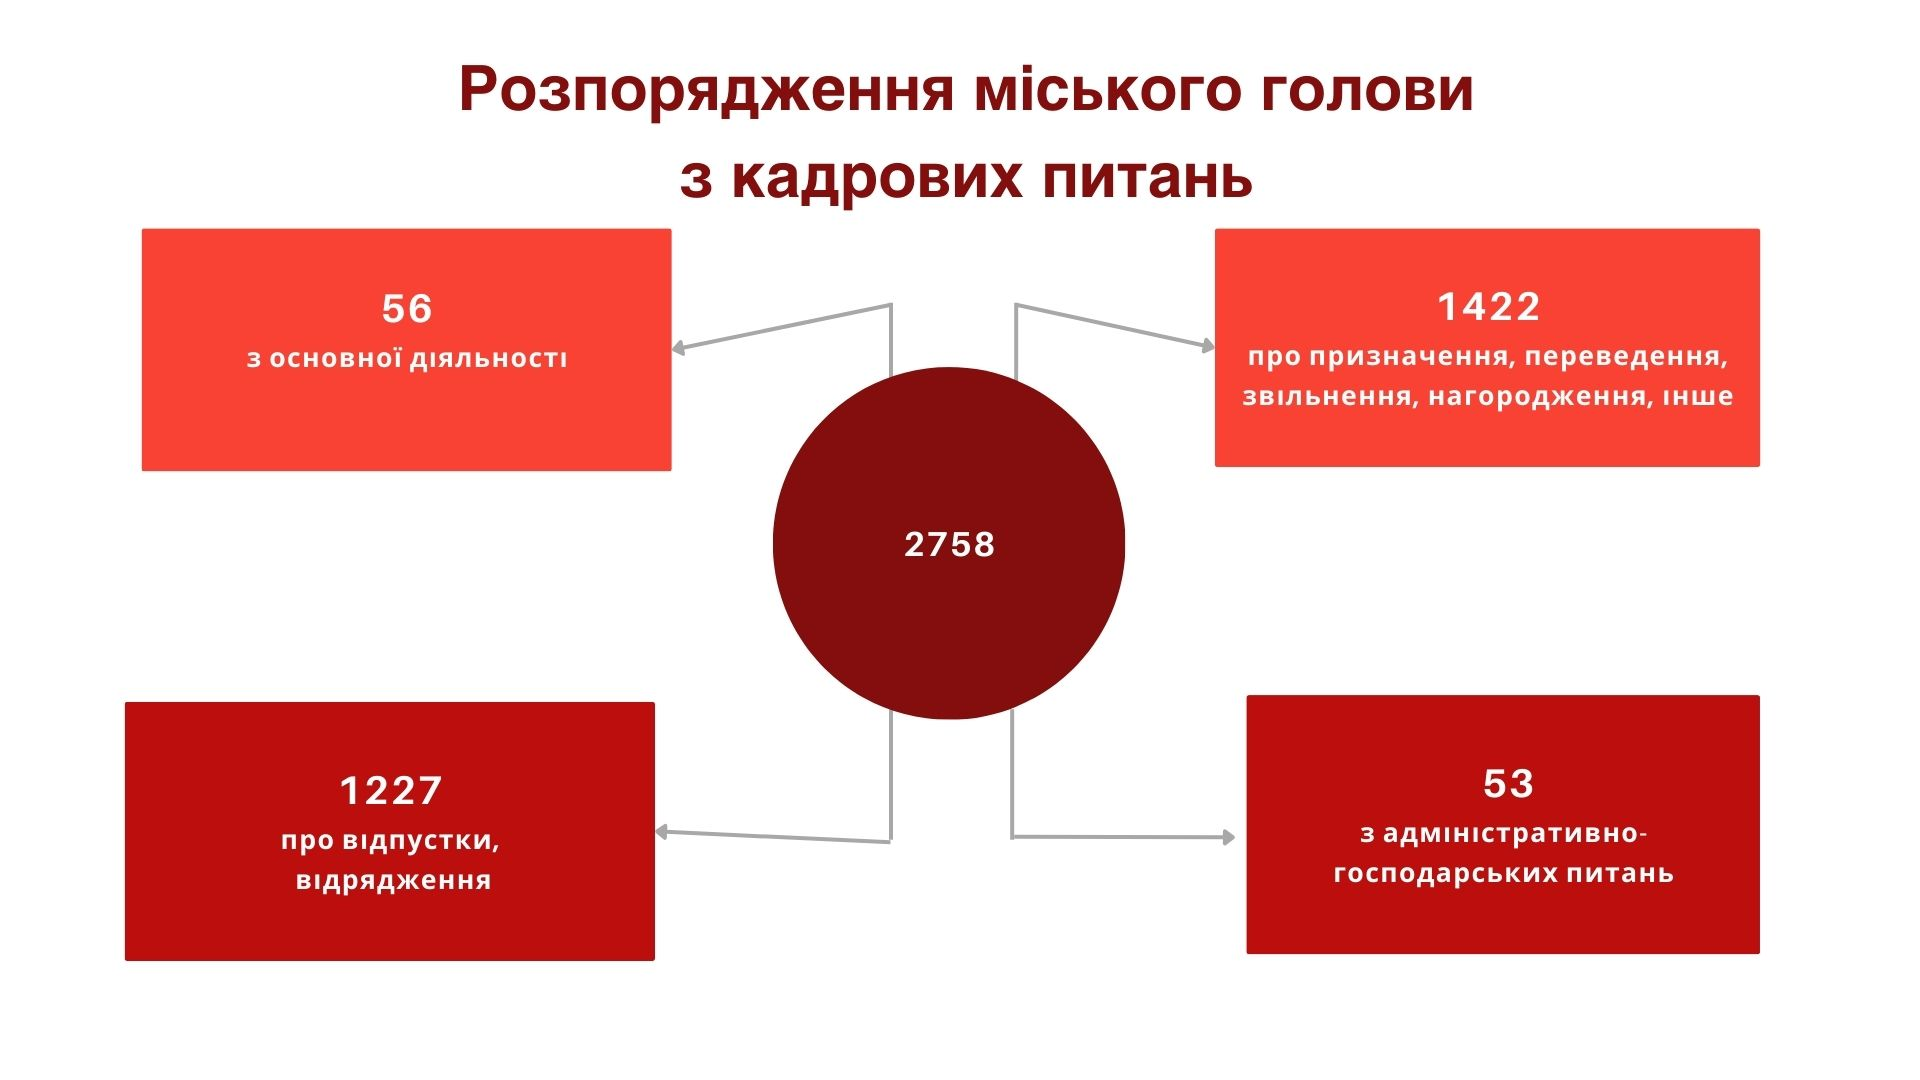 Розпорядження міського голови
з кадрових питань
56
з основної діяльності
1422
про призначення, переведення,
звільнення, нагородження, інше
2758
1227
про відпустки,
відрядження
53
з адміністративно-
господарських питань